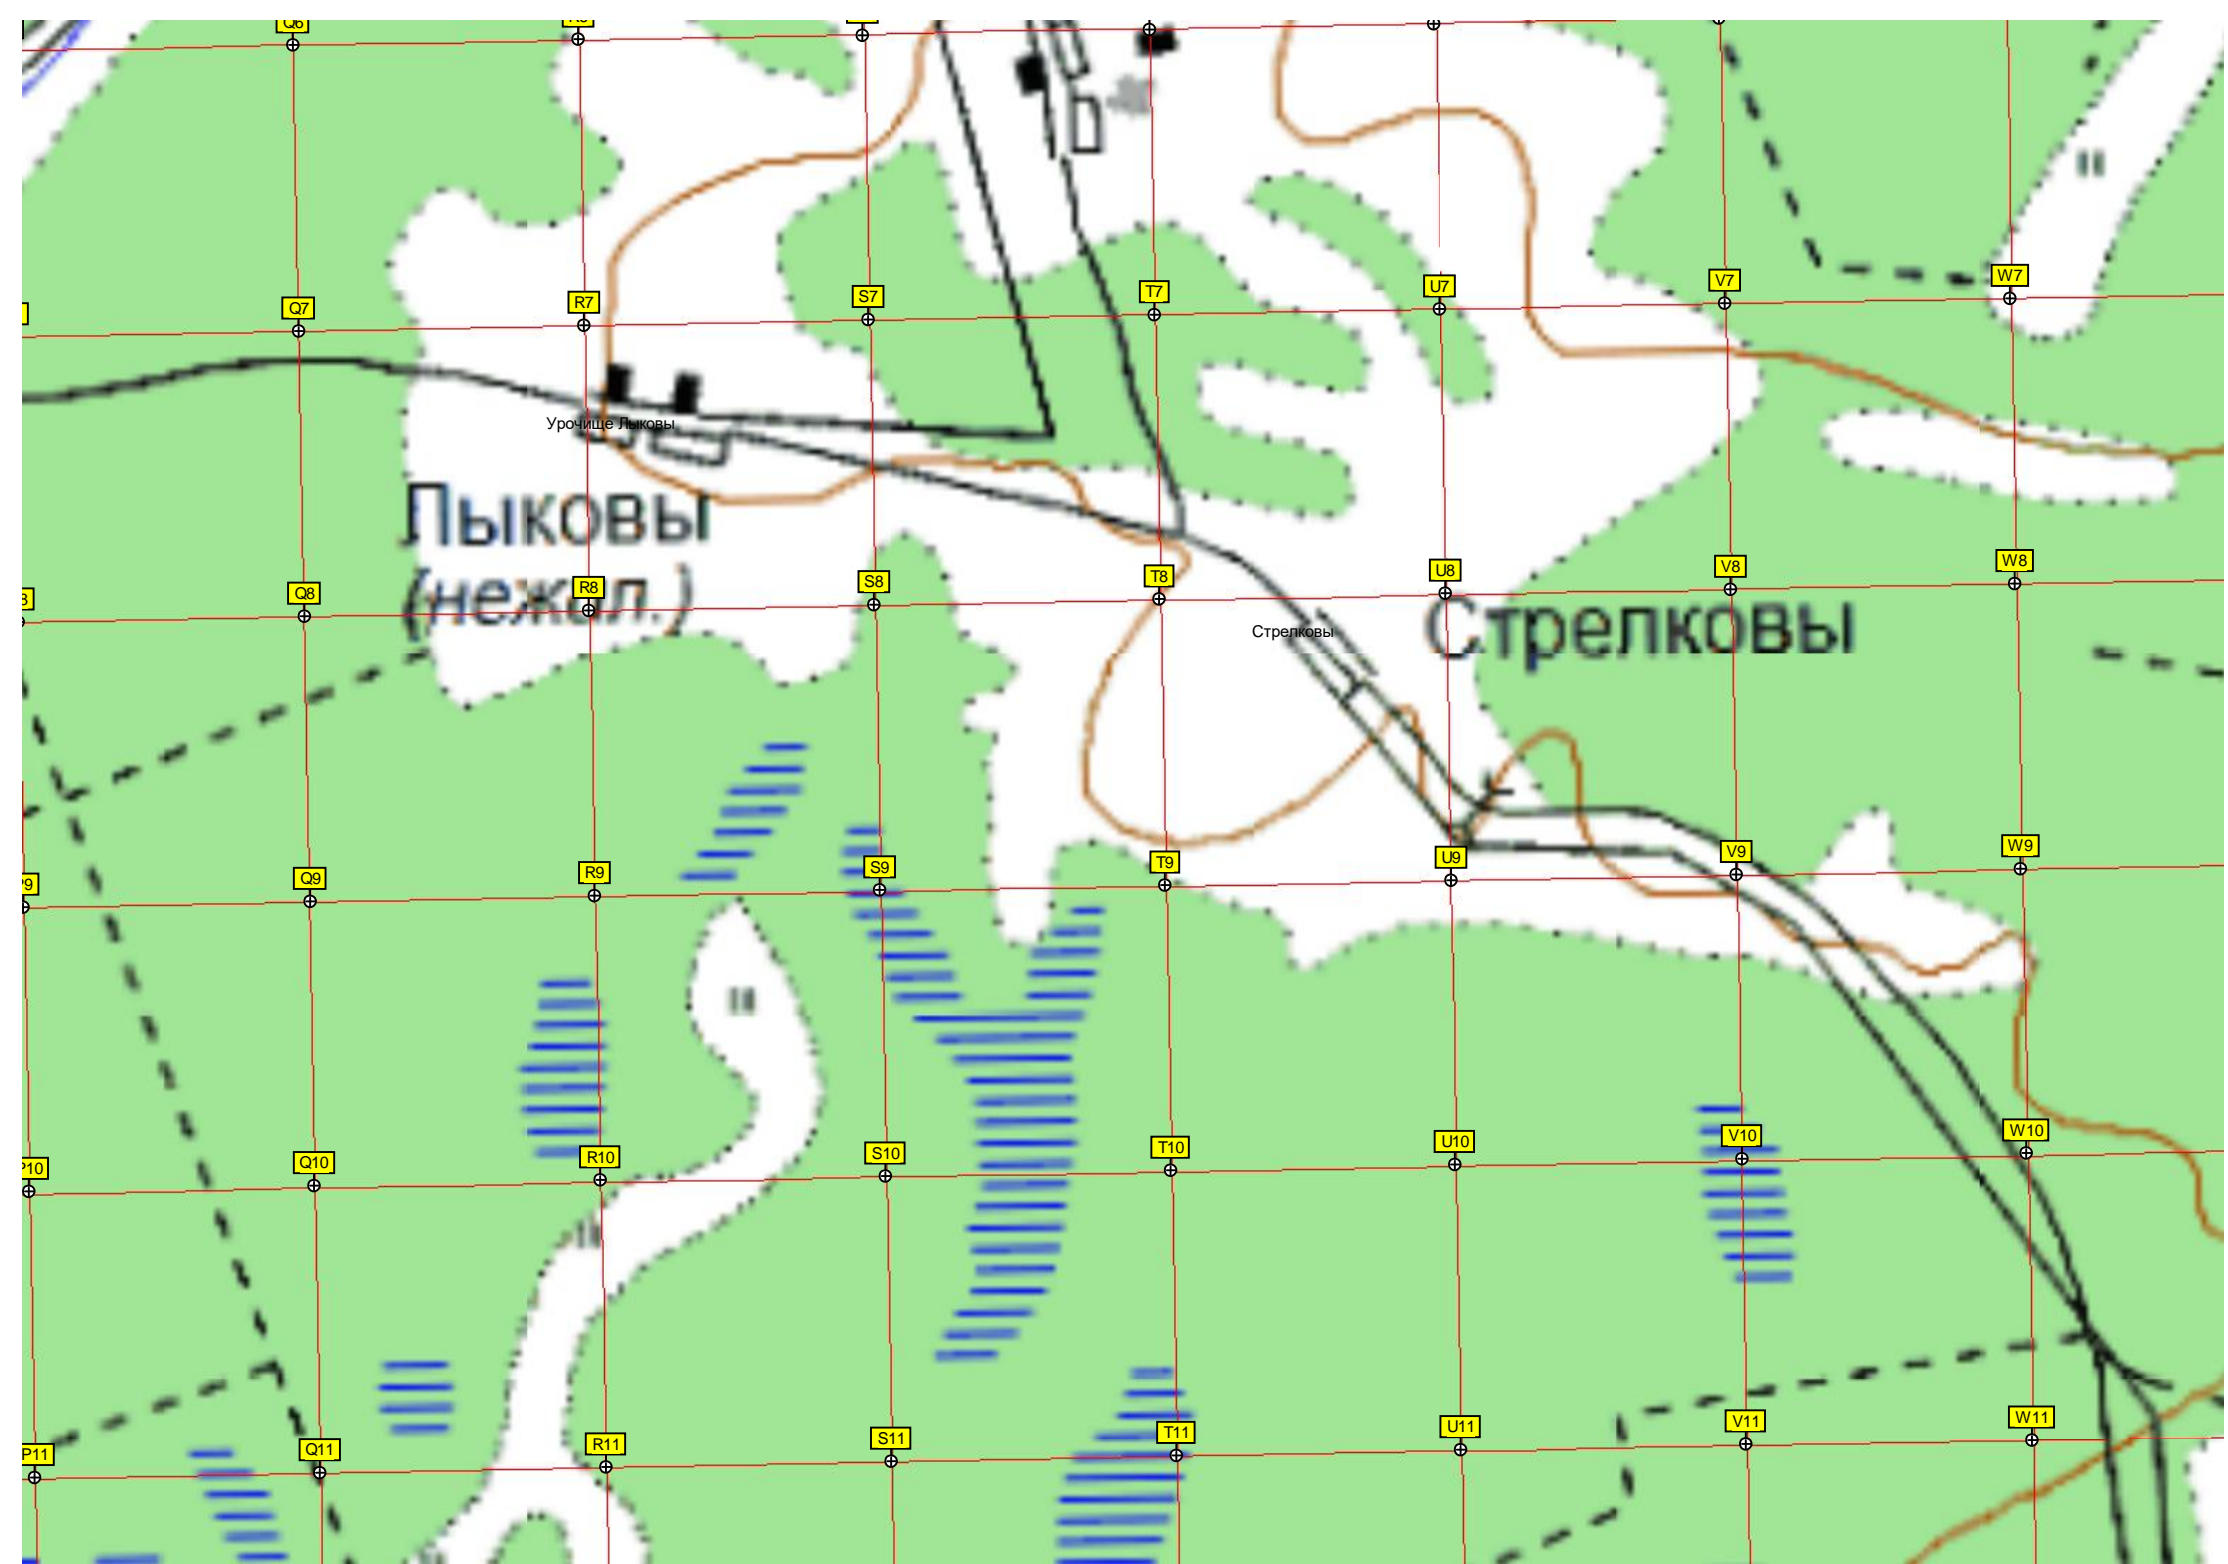 Q6
Q7
R7
S7
T7
U7
V7
W7
Урочище Лыковы
Лыковы
(нежил.)
Q8
R8
S8
T8
U8
V8
W8
Стрелковы
Стрелковы
Q9
R9
S9
T9
U9
V9
W9
Q10
R10
S10
T10
U10
V10
W10
P11
Q11
R11
S11
T11
U11
V11
W11